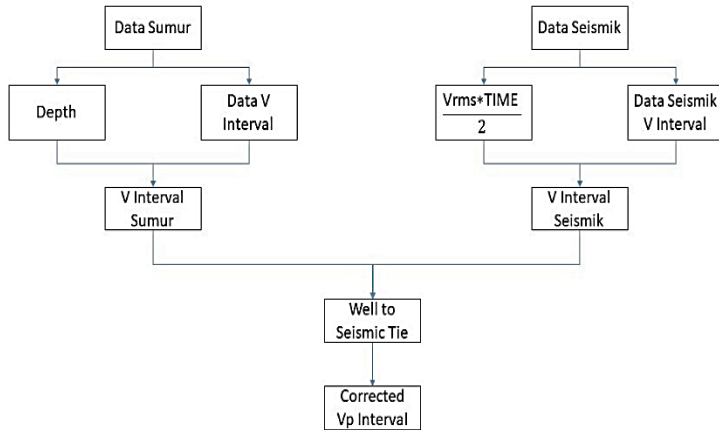 Data Sumur
Data Seismik
Depth
Data V
Interval
Vrms*TIME
2
Data Seismik
V Interval
V Interval
Sumur
V Interval
Seismik
Well to
Seismic Tie
Corrected
Vp Interval